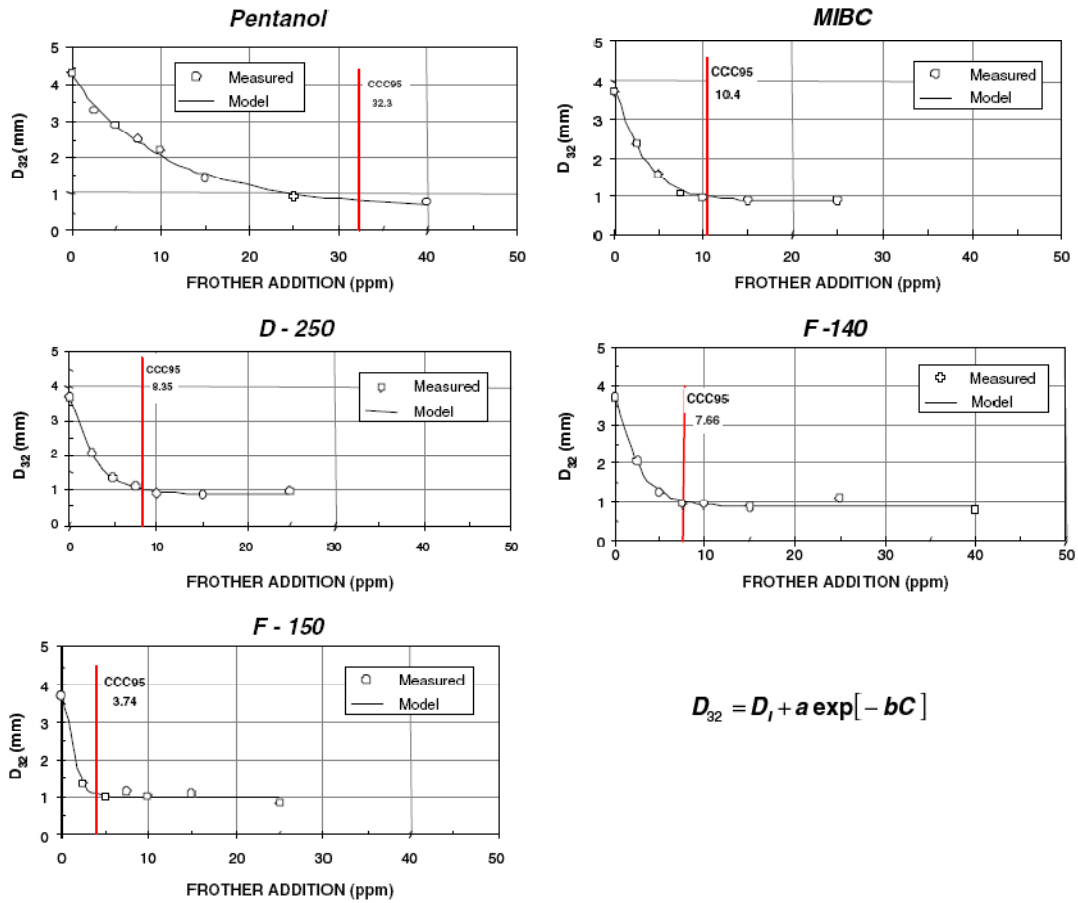 Pentanol
D32 (mm)
5
4
3
2
1
0
Measured
Model
CCC95
32.3
0 10 20 30 40 50
FROTHER ADDITION (ppm)
MIBC
D32 (mm)
5
4
3
2
1
0
CCC95
10.4
Measured
Model
0 10 20 30 40 50
FROTHER ADDITION (ppm)
D - 250
D32 (mm)
5
4
3
2
1
0
CCC95
8.35
Measured
Model
0 10 20 30 40 50
FROTHER ADDITION (ppm)
F -140
D32 (mm)
5
4
3
2
1
0
CCC95
7.66
Measured
Model
0 10 20 30 40 50
FROTHER ADDITION (ppm)
F - 150
D32 (mm)
5
4
3
2
1
0
CCC95
3.74
Measured
Model
0 10 20 30 40 50
FROTHER ADDITION (ppm)
D32 = Dl + a exp[- bC]